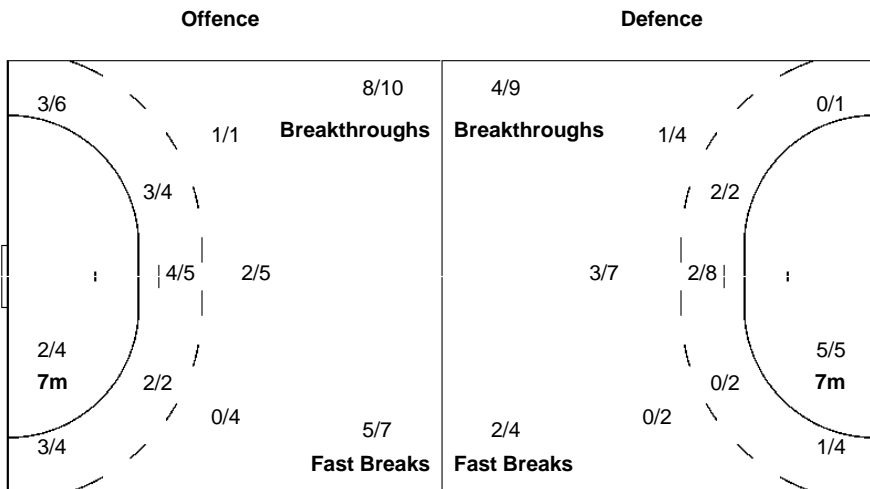 Offence Defence
8/10 4/9
3/6 0/1
1/1 Breakthroughs Breakthroughs 1/4
3/4 2/2
4/5 2/5 3/7 2/8
2/4 5/5
7m 2/2 0/2 7m
0/4 0/2
5/7 2/4
3/4 1/4
Fast Breaks Fast Breaks